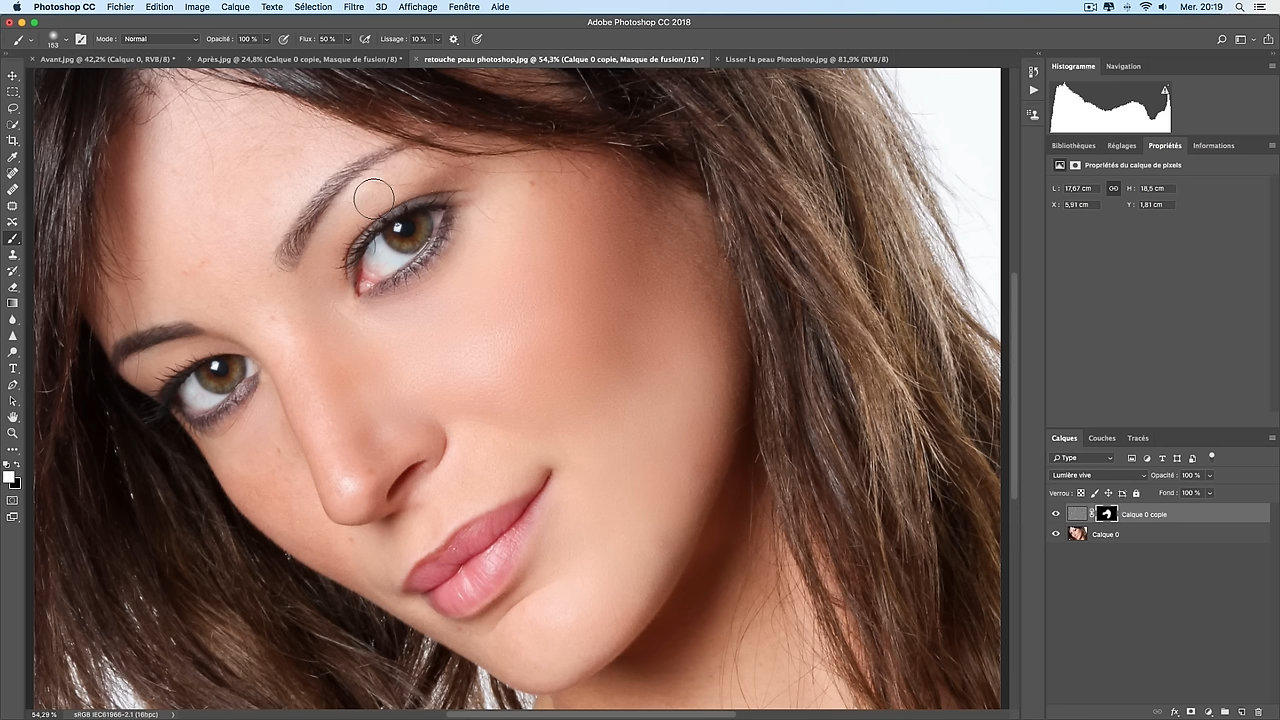 Photoshop CC Fichier Edition Image Calque Texte Sélection Filtre 3D Affichage Fenêtre Aide Mer. 20:19
Adobe Photoshop CC 2018
153 Mode : Normal Opacité : 100 % Flux : 50 % Lissage : 10 %
× Avant.jpg @ 42,2% (Calque 0, RVB/8) * × Après.jpg @ 24,8% (Calque 0 copie, Masque de fusion/8) * × retouche peau photoshop.jpg @ 54,3% (Calque 0 copie, Masque de fusion/16) * × Lisser la peau Photoshop.jpg @ 81,9% (RVB/8)
Histogramme Navigation
Bibliothèques Réglages Propriétés Informations
Propriétés du calque de pixels
L : 17,67 cm H : 18,5 cm
X : 5,91 cm Y : 1,81 cm
Calques Couches Tracés
Type
Lumière vive Opacité : 100 %
Verrou : Fond : 100 %
Calque 0 copie
Calque 0
54,29 % sRGB IEC61966-2.1 (16bpc)